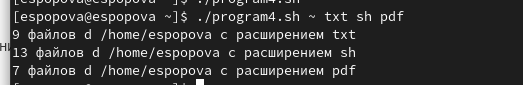 [espopova@espopova ~]$ ./program4.sh
[espopova@espopova ~]$ ./program4.sh ~ txt sh pdf
9 файлов d /home/espopova с расширением txt
13 файлов d /home/espopova с расширением sh
7 файлов d /home/espopova с расширением pdf
[espopova@espopova ~]$